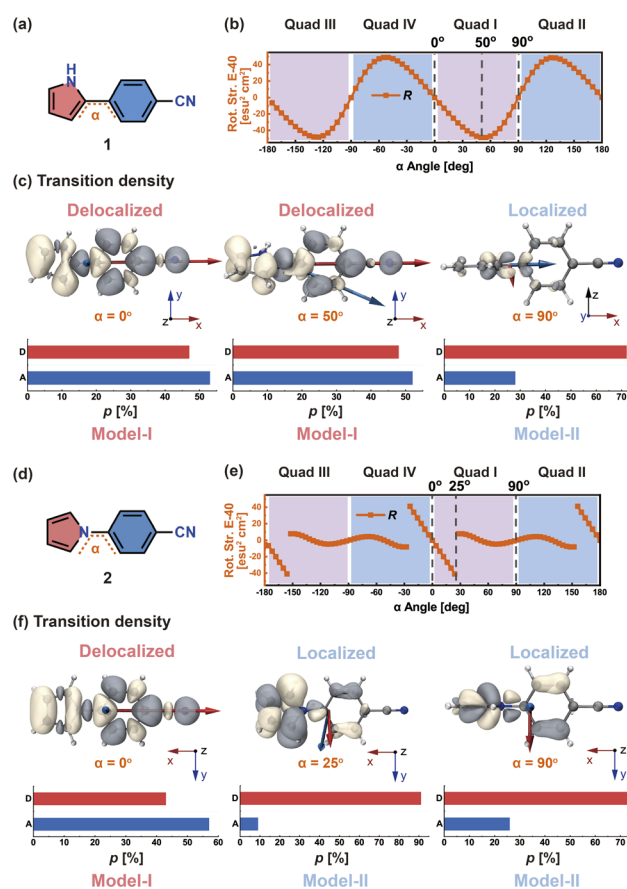 (a)
H
N
CN
α
1
(b)
Quad III Quad IV Quad I Quad II
0° 50° 90°
Rot. Str. E-40
[esu² cm²]
40
20
0
-20
-40
R
-180 -150 -120 -90 -60 -30 0 30 60 90 120 150 180
α Angle [deg]
(c) Transition density
Delocalized Delocalized Localized
α = 0° α = 50° α = 90°
y z x
y z x
z y x
D
A
0 10 20 30 40 50
p [%]
Model-I
D
A
0 10 20 30 40 50
p [%]
Model-I
D
A
0 10 20 30 40 50 60 70
p [%]
Model-II
(d)
N
CN
α
2
(e)
Quad III Quad IV Quad I Quad II
0° 25° 90°
Rot. Str. E-40
[esu² cm²]
40
20
0
-20
-40
R
-180 -150 -120 -90 -60 -30 0 30 60 90 120 150 180
α Angle [deg]
(f) Transition density
Delocalized Localized Localized
α = 0° α = 25° α = 90°
x z y
x z y
x z y
D
A
0 10 20 30 40 50 60
p [%]
Model-I
D
A
0 10 20 30 40 50 60 70 80 90
p [%]
Model-II
D
A
0 10 20 30 40 50 60 70
p [%]
Model-II